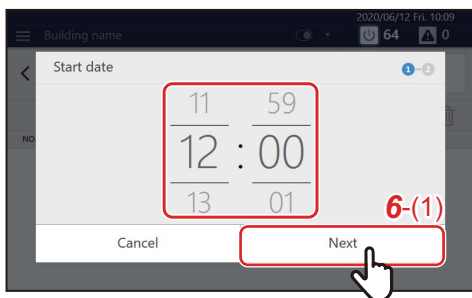 2020/06/12 Fri. 10:09
Building name
64
0
Start date
1-2
NO.
11 59
12 : 00
13 01
6-(1)
Cancel
Next